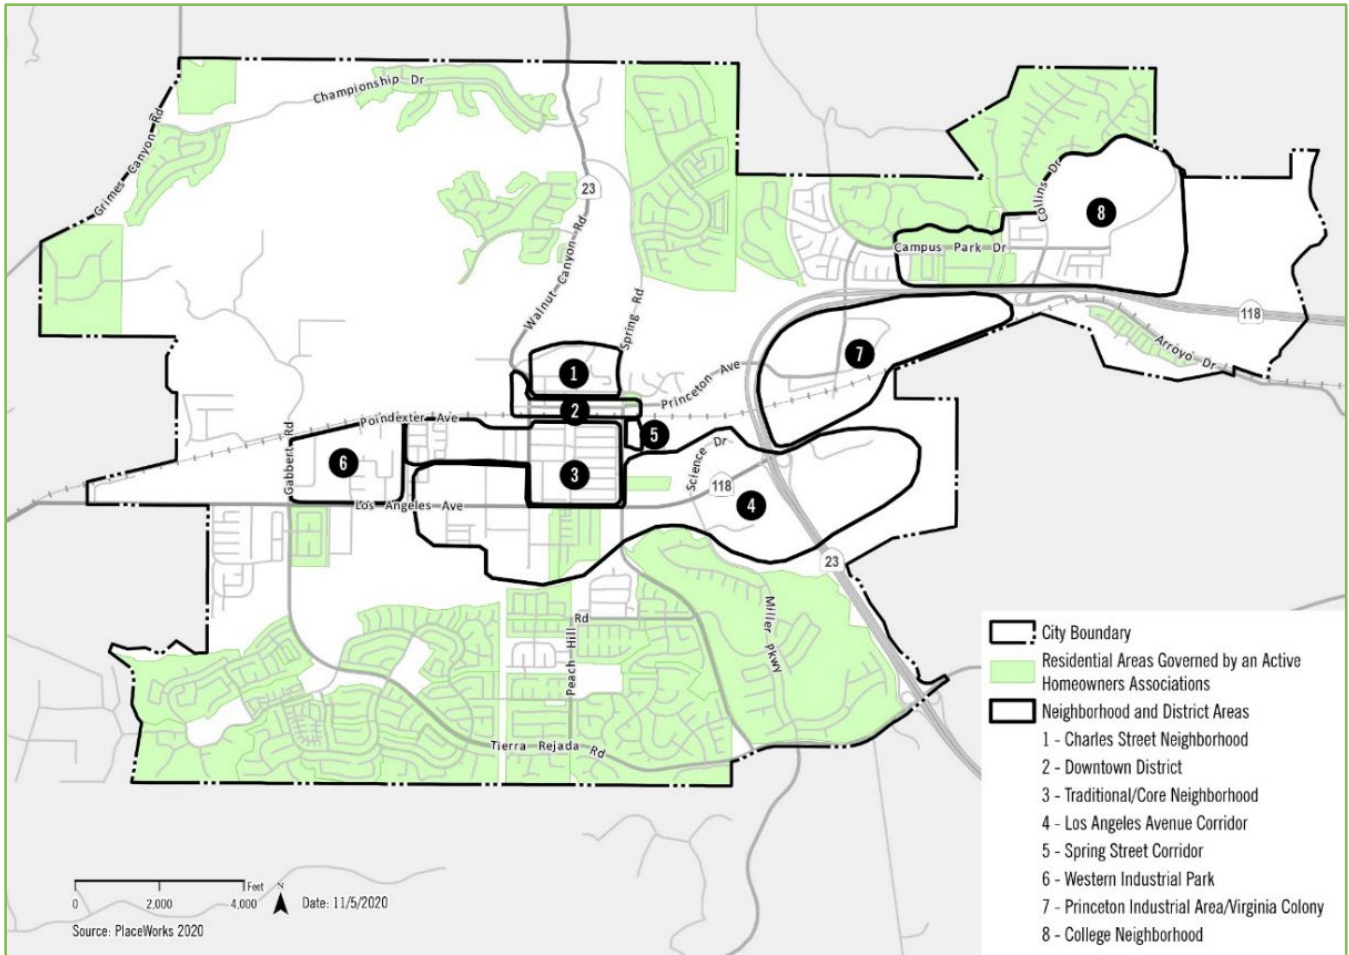 Championship Dr
Grimes Canyon Rd
23
Walnut Canyon Rd
Spring Rd
Collins Dr
8
Campus Park Dr
118
Arroyo Dr
7
1
Princeton Ave
2
Poindexter Ave
5
Gabbert Rd
6
3
Science Dr
118
4
Los Angeles Ave
23
Miller Pkwy
Rd
Peach Hill
Tierra Rejada Rd
City Boundary
Residential Areas Governed by an Active
Homeowners Associations
Neighborhood and District Areas
1 - Charles Street Neighborhood
2 - Downtown District
3 - Traditional/Core Neighborhood
4 - Los Angeles Avenue Corridor
5 - Spring Street Corridor
6 - Western Industrial Park
7 - Princeton Industrial Area/Virginia Colony
8 - College Neighborhood
Feet
0 2,000 4,000
N
Date: 11/5/2020
Source: PlaceWorks 2020